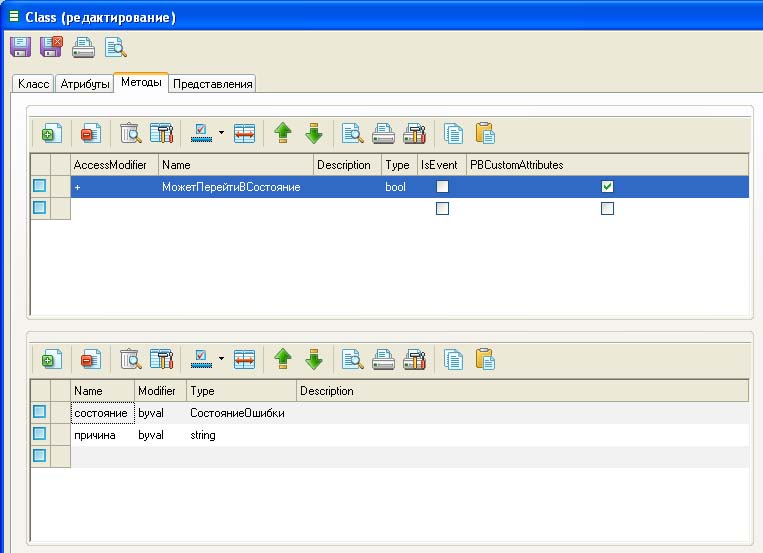 Class (редактирование)
Класс Атрибуты Методы Представления
AccessModifier Name Description Type IsEvent PBCustomAttributes
+ МожетПерейтиВСостояние bool
Name Modifier Type Description
состояние byval СостояниеОшибки
причина byval string